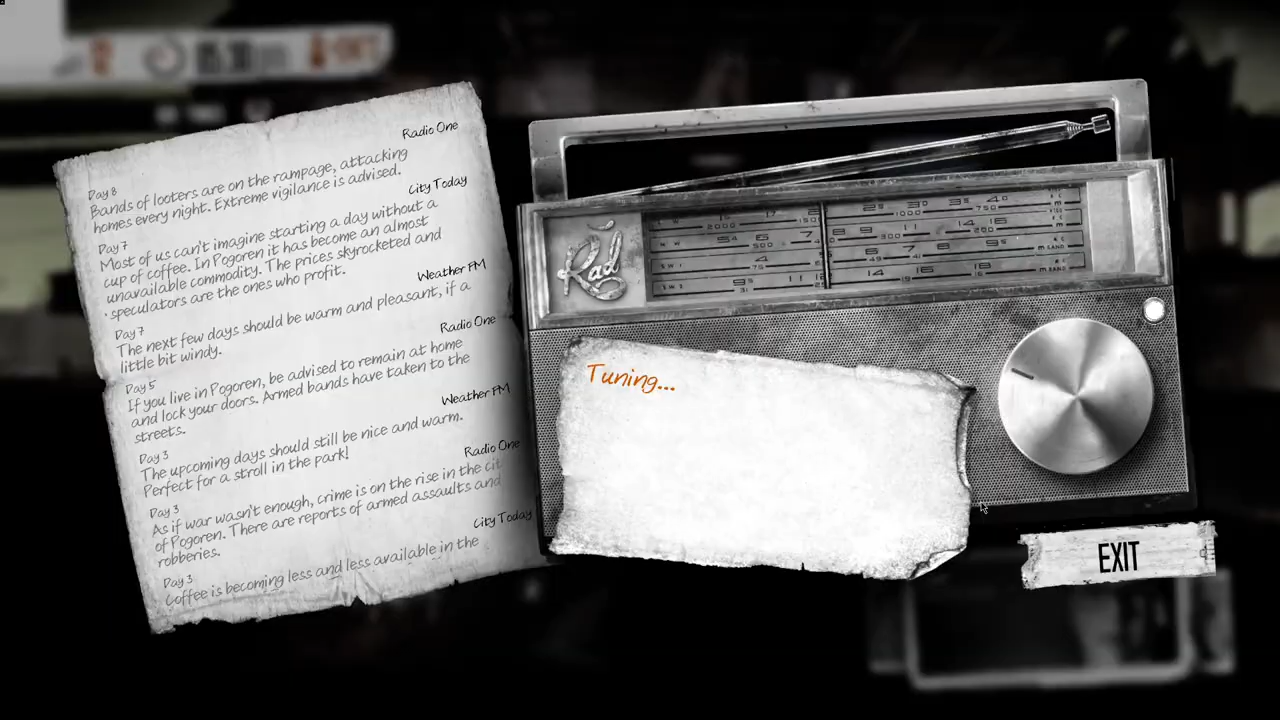 Radio One
Day 8
Bands of looters are on the rampage, attacking
homes every night. Extreme vigilance is advised.
City Today
Day 7
Most of us can't imagine starting a day without a
cup of coffee. In Pogoren it has become an almost
unavailable commodity. The prices skyrocketed and
speculators are the ones who profit.
Weather FM
Day 7
The next few days should be warm and pleasant, if a
little bit windy.
Radio One
Day 5
If you live in Pogoren, be advised to remain at home
and lock your doors. Armed bands have taken to the
streets.
Weather FM
Day 3
The upcoming days should still be nice and warm.
Perfect for a stroll in the park!
Radio One
Day 3
As if war wasn't enough, crime is on the rise in the cit
of Pogoren. There are reports of armed assaults and
robberies.
City Today
Day 3
Coffee is becoming less and less available in the
Rad
Tuning...
EXIT